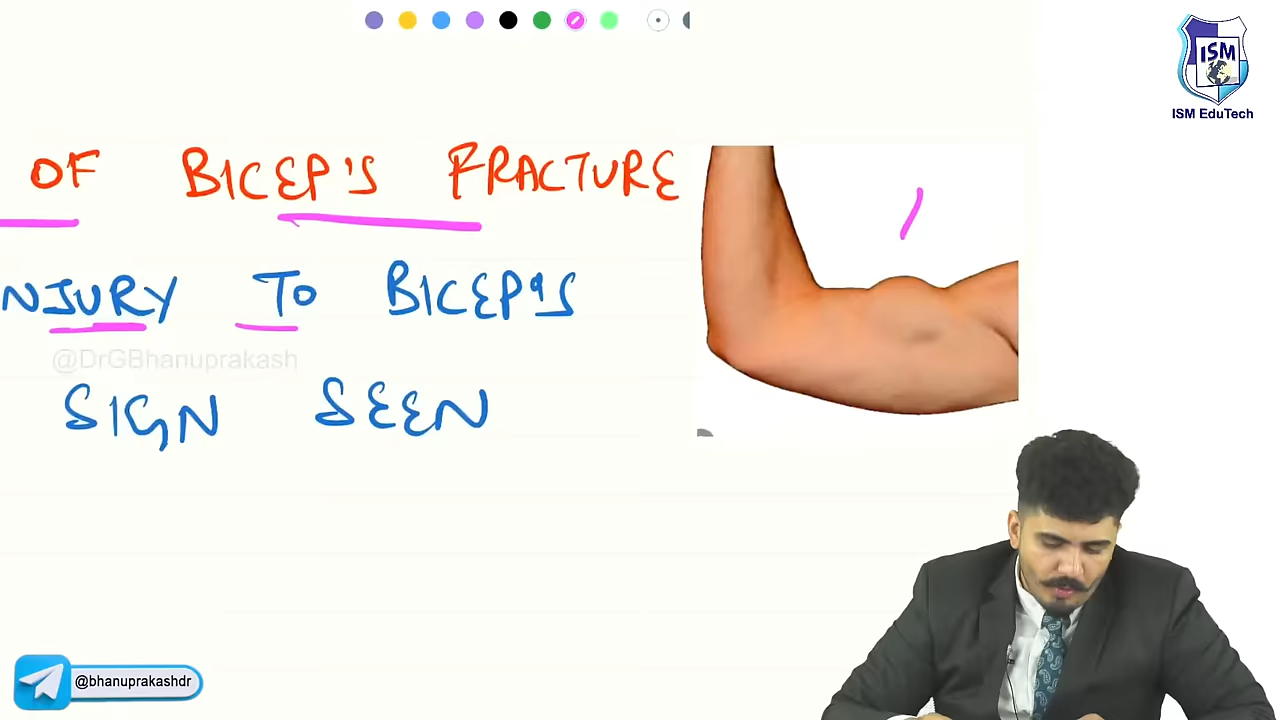 ISM
ISM EduTech
OF BICEP'S FRACTURE
NJURY TO BICEP'S
@DrGBhanuprakash
SIGN SEEN
@bhanuprakashdr